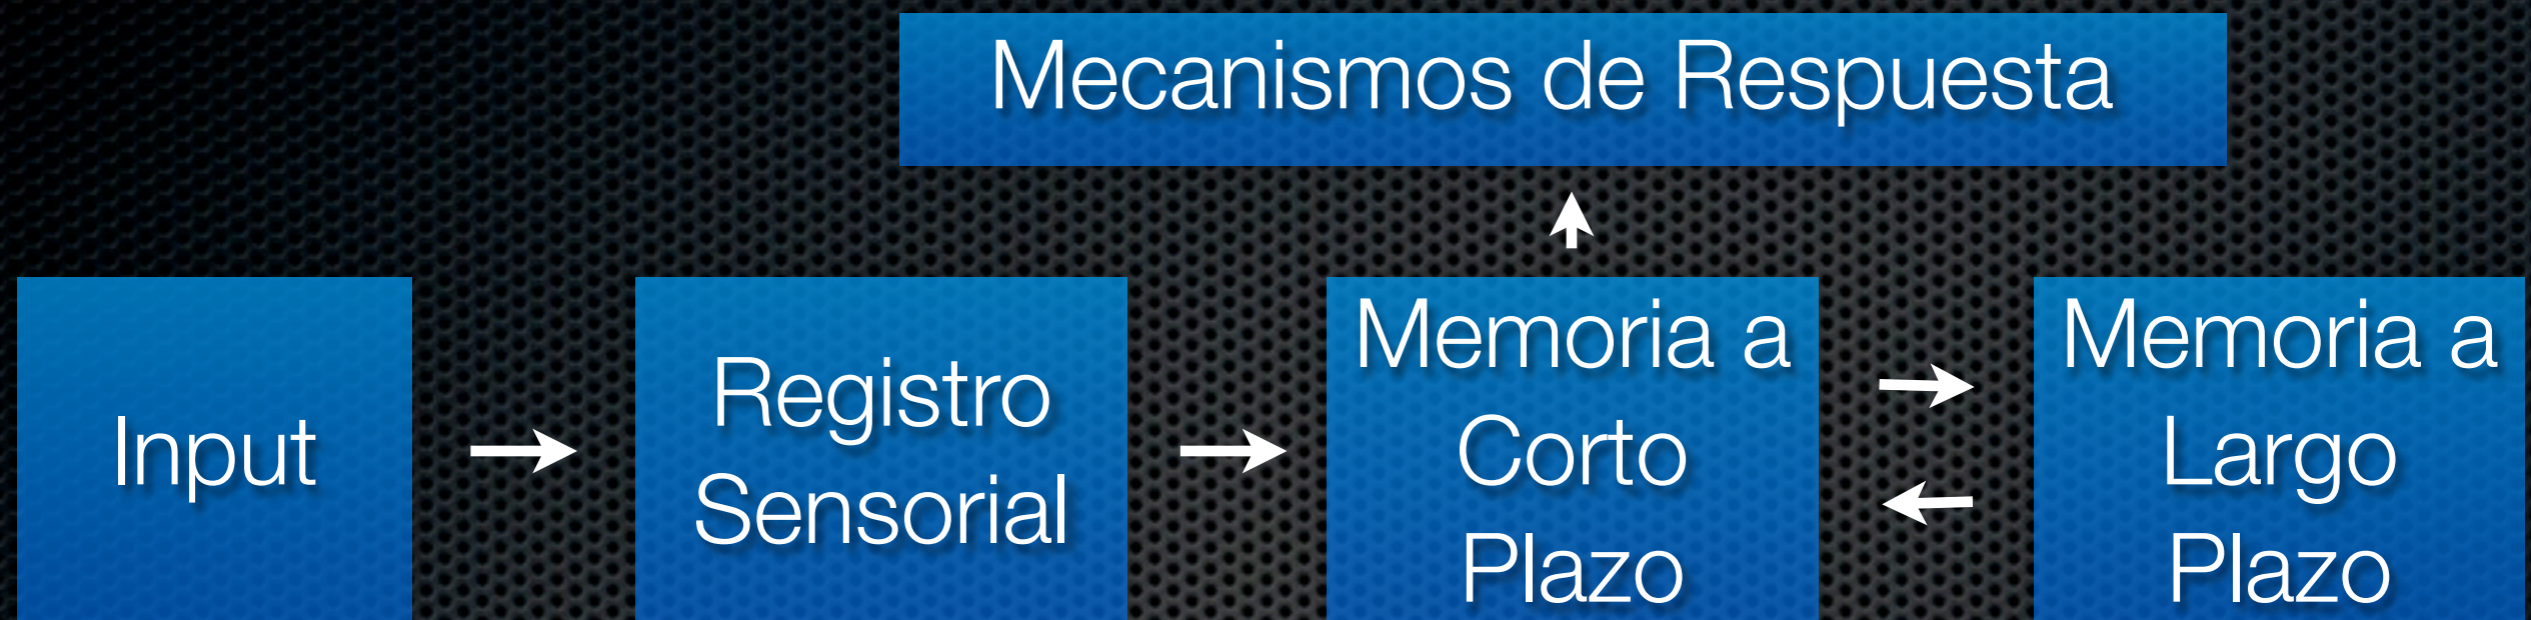 Mecanismos de Respuesta
Input
Registro
Sensorial
Memoria a
Corto
Plazo
Memoria a
Largo
Plazo